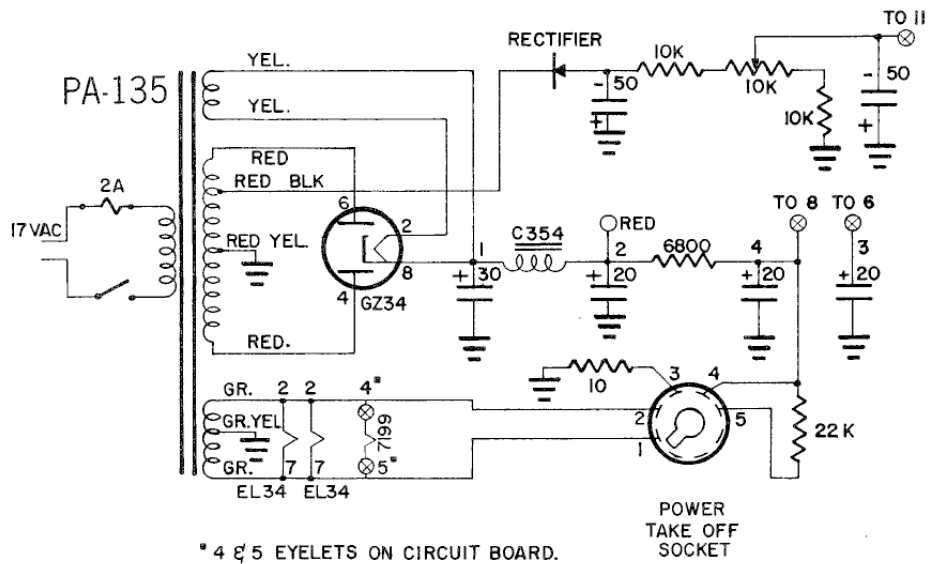 PA-135
2A
17VAC
YEL.
YEL.
RED
RED BLK
RED YEL.
RED.
6
2
8
4
GZ34
RECTIFIER
- 50
+
10K
10K
10K
TO 11
- 50
+
1
+ 30
C354
RED
2
+ 20
6800
4
+ 20
TO 8
TO 6
3
+ 20
GR.
GR.YEL
GR.
2
2
7
7
EL34
EL34
4*
7199
5*
10
3
4
2
5
1
22K
POWER
TAKE OFF
SOCKET
* 4 & 5 EYELETS ON CIRCUIT BOARD.